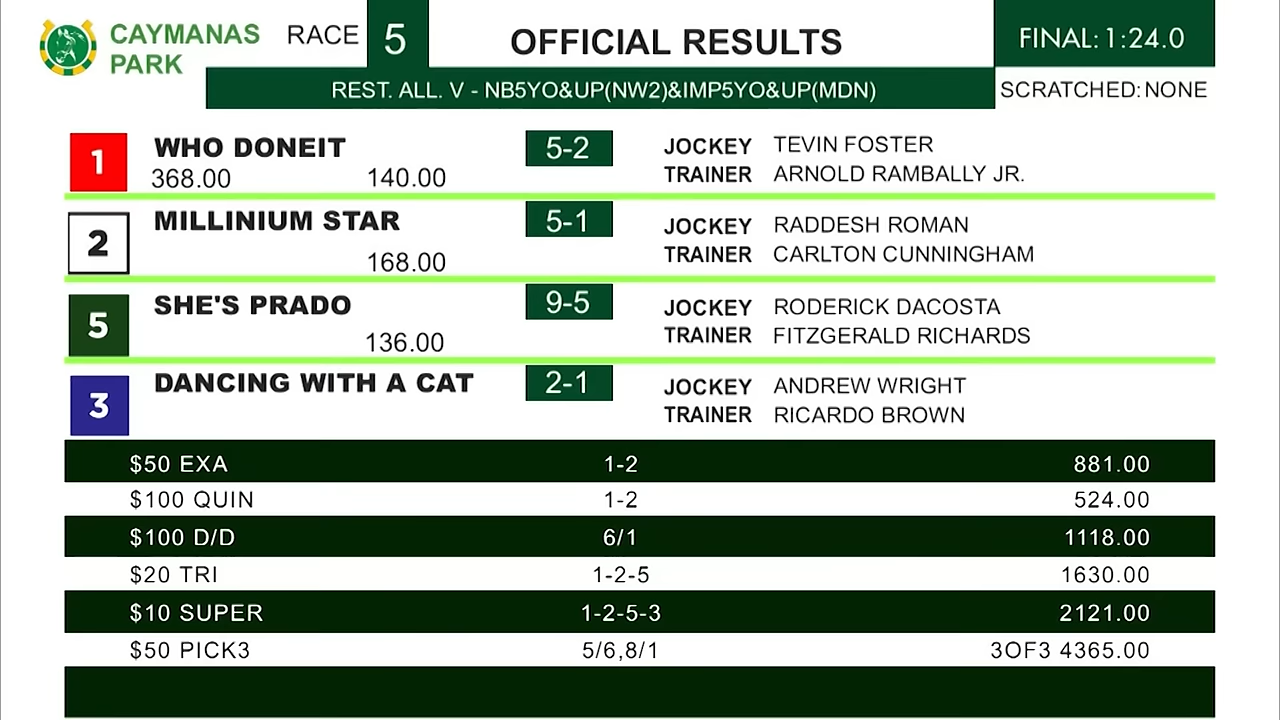 CAYMANAS PARK
RACE 5
OFFICIAL RESULTS
FINAL: 1:24.0
REST. ALL. V - NB5YO&UP(NW2)&IMP5YO&UP(MDN)
SCRATCHED: NONE
1 WHO DONEIT 5-2 JOCKEY TEVIN FOSTER
368.00 140.00 TRAINER ARNOLD RAMBALLY JR.
2 MILLINIUM STAR 5-1 JOCKEY RADDESH ROMAN
168.00 TRAINER CARLTON CUNNINGHAM
5 SHE'S PRADO 9-5 JOCKEY RODERICK DACOSTA
136.00 TRAINER FITZGERALD RICHARDS
3 DANCING WITH A CAT 2-1 JOCKEY ANDREW WRIGHT
TRAINER RICARDO BROWN
$50 EXA 1-2 881.00
$100 QUIN 1-2 524.00
$100 D/D 6/1 1118.00
$20 TRI 1-2-5 1630.00
$10 SUPER 1-2-5-3 2121.00
$50 PICK3 5/6,8/1 3OF3 4365.00